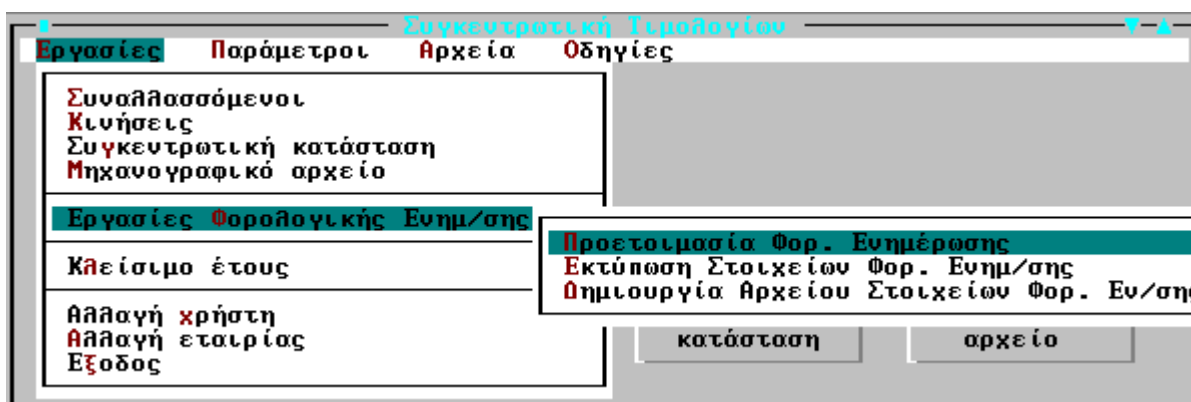 Συγκεντρωτική Τιμολογίων
Εργασίες Παράμετροι Αρχεία Οδηγίες
Συναλλασσόμενοι
Κινήσεις
Συγκεντρωτική κατάσταση
Μηχανογραφικό αρχείο
Εργασίες Φορολογικής Ενημ/σης
Προετοιμασία Φορ. Ενημέρωσης
Εκτύπωση Στοιχείων Φορ. Ενημ/σης
Δημιουργία Αρχείου Στοιχείων Φορ. Εν/σης
Κλείσιμο έτους
Αλλαγή χρήστη
Αλλαγή εταιρίας
Εξοδος
κατάσταση αρχείο